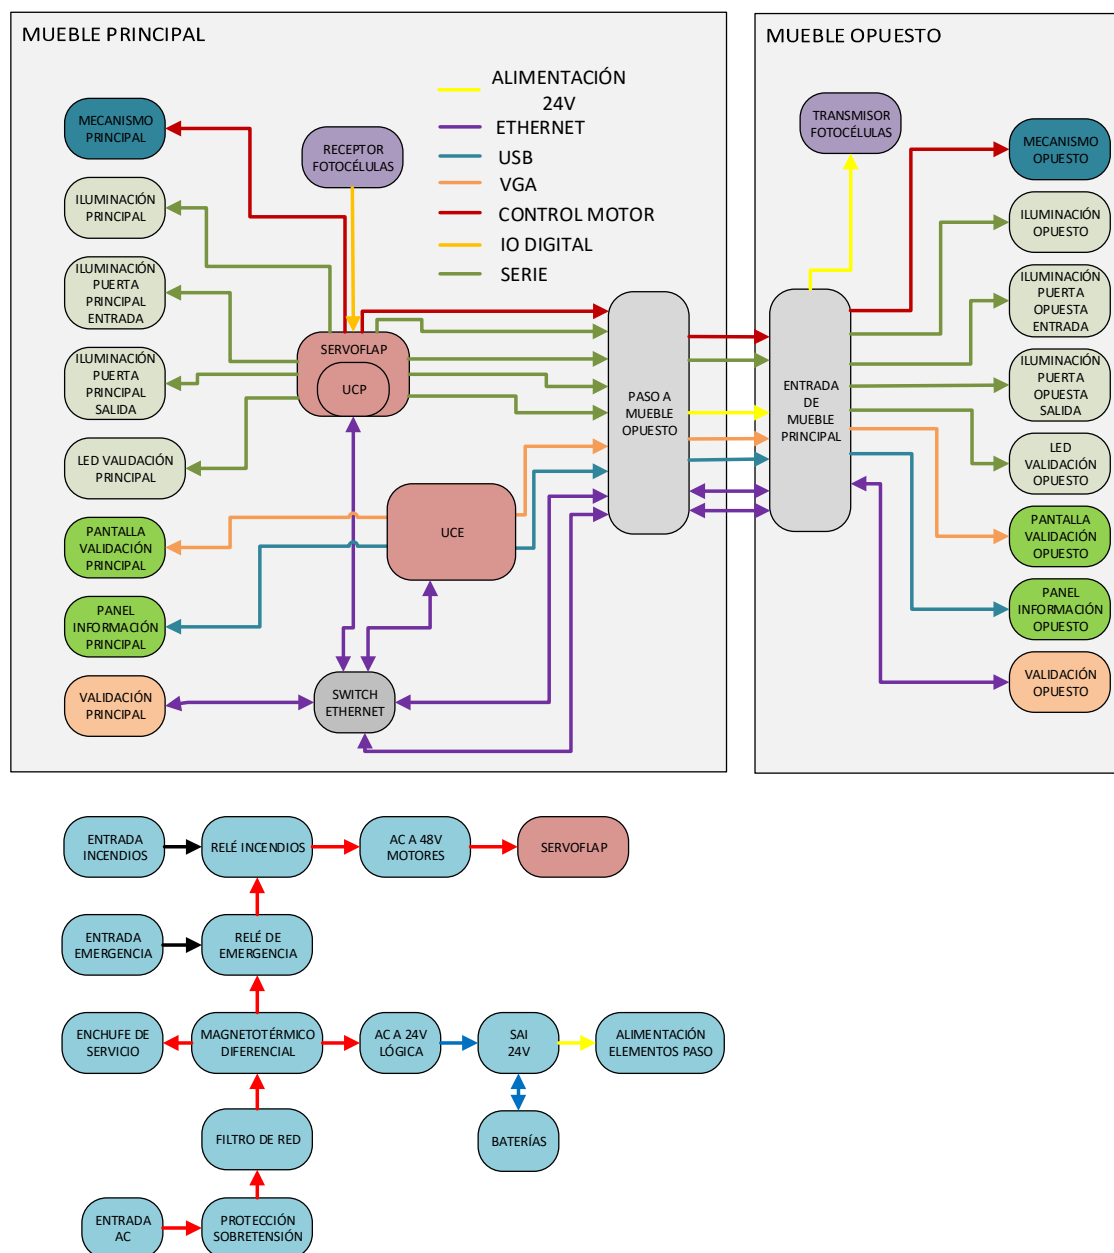 MUEBLE PRINCIPAL
MUEBLE OPUESTO
ALIMENTACIÓN
24V
ETHERNET
USB
VGA
CONTROL MOTOR
IO DIGITAL
SERIE
MECANISMO
PRINCIPAL
ILUMINACIÓN
PRINCIPAL
ILUMINACIÓN
PUERTA
PRINCIPAL
ENTRADA
ILUMINACIÓN
PUERTA
PRINCIPAL
SALIDA
LED VALIDACIÓN
PRINCIPAL
PANTALLA
VALIDACIÓN
PRINCIPAL
PANEL
INFORMACIÓN
PRINCIPAL
VALIDACIÓN
PRINCIPAL
RECEPTOR
FOTOCÉLULAS
SERVOFLAP
UCP
UCE
SWITCH
ETHERNET
PASO A
MUEBLE
OPUESTO
TRANSMISOR
FOTOCÉLULAS
ENTRADA
DE
MUEBLE
PRINCIPAL
MECANISMO
OPUESTO
ILUMINACIÓN
OPUESTO
ILUMINACIÓN
PUERTA
OPUESTA
ENTRADA
ILUMINACIÓN
PUERTA
OPUESTA
SALIDA
LED
VALIDACIÓN
OPUESTO
PANTALLA
VALIDACIÓN
OPUESTO
PANEL
INFORMACIÓN
OPUESTO
VALIDACIÓN
OPUESTO
ENTRADA
INCENDIOS
RELÉ INCENDIOS
AC A 48V
MOTORES
SERVOFLAP
ENTRADA
EMERGENCIA
RELÉ DE
EMERGENCIA
ENCHUFE DE
SERVICIO
MAGNETOTÉRMICO
DIFERENCIAL
AC A 24V
LÓGICA
SAI
24V
ALIMENTACIÓN
ELEMENTOS PASO
FILTRO DE RED
BATERÍAS
ENTRADA
AC
PROTECCIÓN
SOBRETENSIÓN